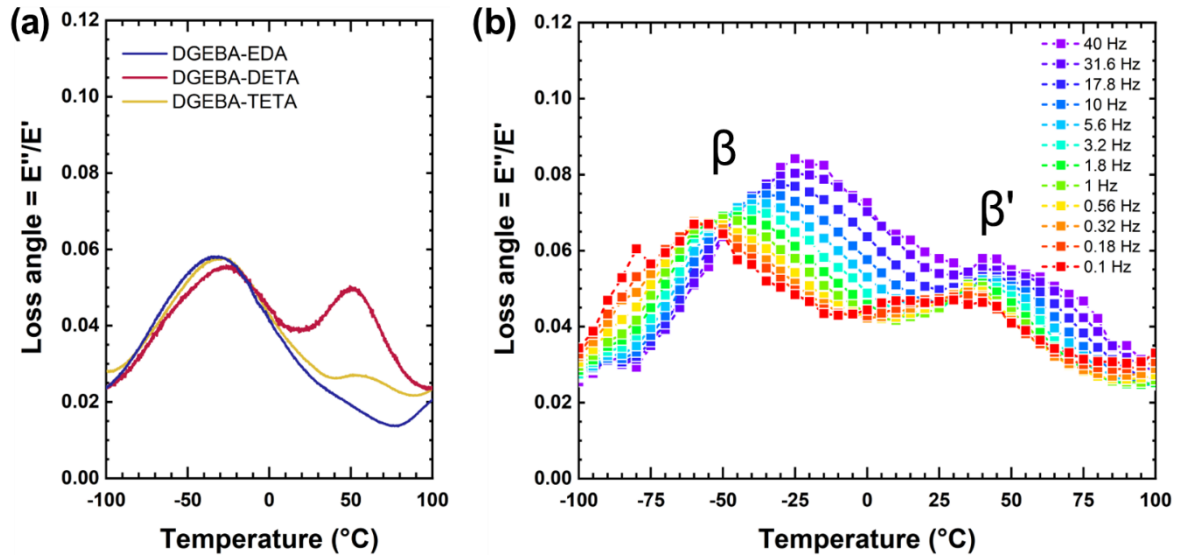 (a)
0.12
0.10
0.08
0.06
0.04
0.02
0.00
Loss angle = E"/E'
DGEBA-EDA
DGEBA-DETA
DGEBA-TETA
-100 -50 0 50 100
Temperature (°C)
(b)
0.12
0.10
0.08
0.06
0.04
0.02
0.00
Loss angle = E"/E'
β
β'
40 Hz
31.6 Hz
17.8 Hz
10 Hz
5.6 Hz
3.2 Hz
1.8 Hz
1 Hz
0.56 Hz
0.32 Hz
0.18 Hz
0.1 Hz
-100 -75 -50 -25 0 25 50 75 100
Temperature (°C)